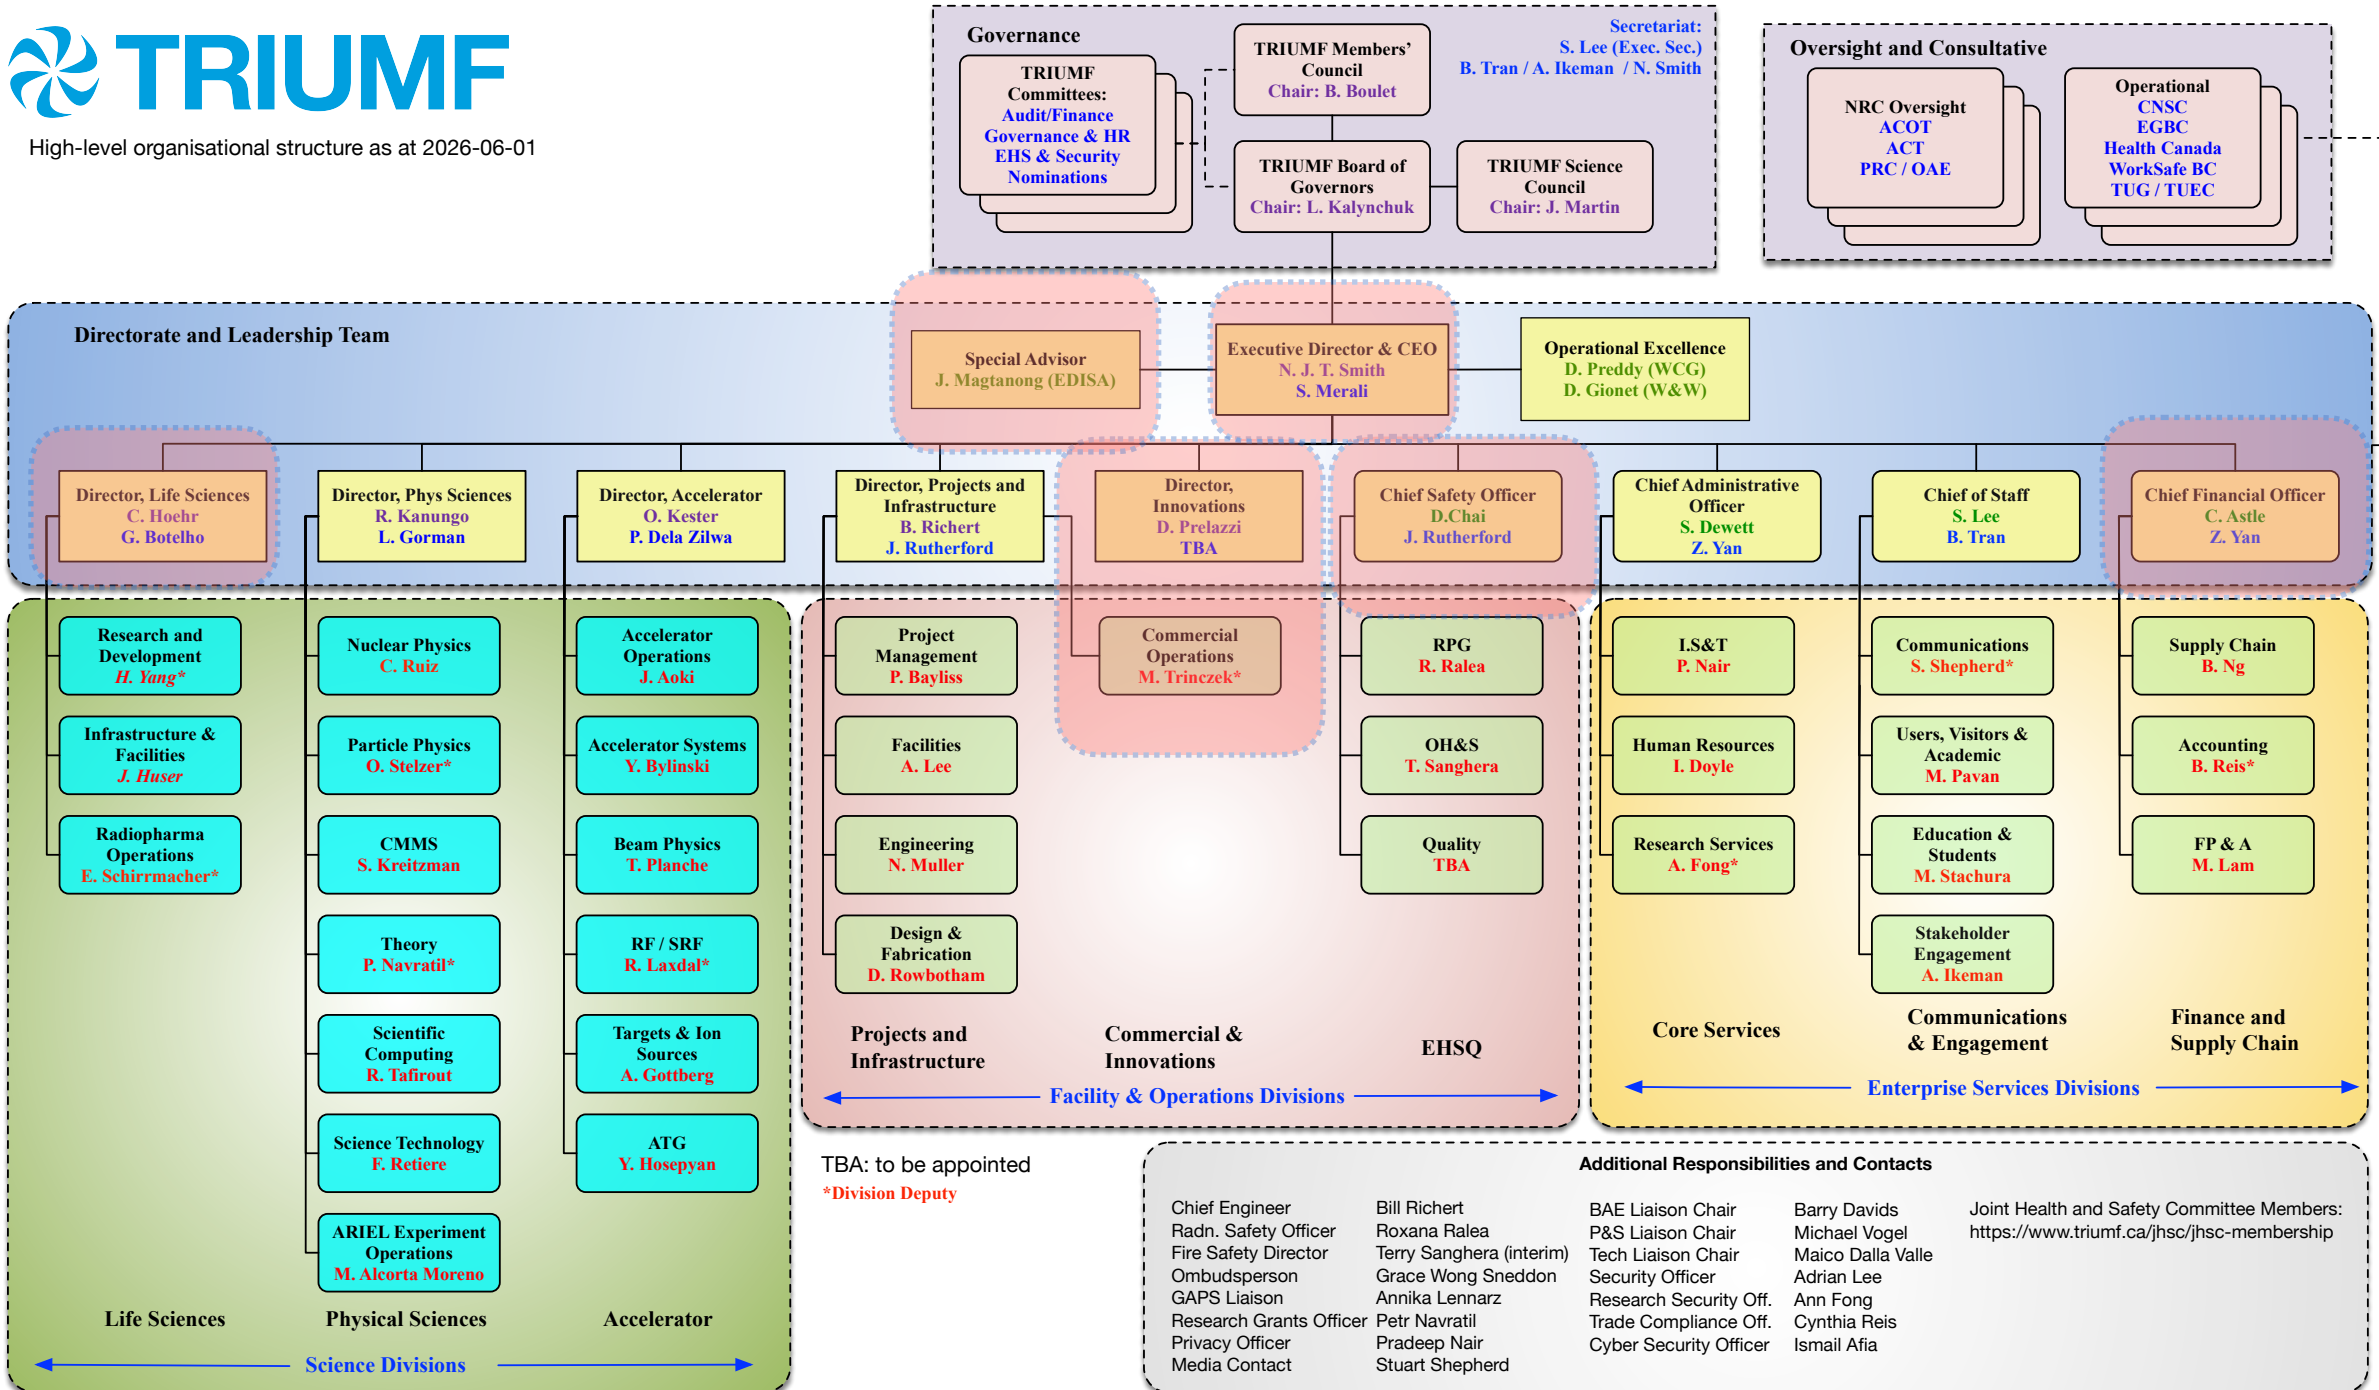 TRIUMF
High-level organisational structure as at 2026-06-01
Governance
TRIUMF
Committees:
Audit/Finance
Governance & HR
EHS & Security
Nominations
TRIUMF Members'
Council
Chair: B. Boulet
Secretariat:
S. Lee (Exec. Sec.)
B. Tran / A. Ikeman / N. Smith
TRIUMF Board of
Governors
Chair: L. Kalynchuk
TRIUMF Science
Council
Chair: J. Martin
Oversight and Consultative
NRC Oversight
ACOT
ACT
PRC / OAE
Operational
CNSC
EGBC
Health Canada
WorkSafe BC
TUG / TUEC
Directorate and Leadership Team
Special Advisor
J. Magtanong (EDISA)
Executive Director & CEO
N. J. T. Smith
S. Merali
Operational Excellence
D. Preddy (WCG)
D. Gionet (W&W)
Director, Life Sciences
C. Hoehr
G. Botelho
Director, Phys Sciences
R. Kanungo
L. Gorman
Director, Accelerator
O. Kester
P. Dela Zilwa
Director, Projects and
Infrastructure
B. Richert
J. Rutherford
Director,
Innovations
D. Prelazzi
TBA
Chief Safety Officer
D.Chai
J. Rutherford
Chief Administrative
Officer
S. Dewett
Z. Yan
Chief of Staff
S. Lee
B. Tran
Chief Financial Officer
C. Astle
Z. Yan
Research and
Development
H. Yang*
Infrastructure &
Facilities
J. Huser
Radiopharma
Operations
E. Schirrmacher*
Life Sciences
Nuclear Physics
C. Ruiz
Particle Physics
O. Stelzer*
CMMS
S. Kreitzman
Theory
P. Navratil*
Scientific
Computing
R. Tafirout
Science Technology
F. Retiere
ARIEL Experiment
Operations
M. Alcorta Moreno
Physical Sciences
Accelerator
Operations
J. Aoki
Accelerator Systems
Y. Bylinski
Beam Physics
T. Planche
RF / SRF
R. Laxdal*
Targets & Ion
Sources
A. Gottberg
ATG
Y. Hosepyan
Accelerator
Science Divisions
Project
Management
P. Bayliss
Facilities
A. Lee
Engineering
N. Muller
Design &
Fabrication
D. Rowbotham
Projects and
Infrastructure
Commercial
Operations
M. Trinczek*
Commercial &
Innovations
RPG
R. Ralea
OH&S
T. Sanghera
Quality
TBA
EHSQ
Facility & Operations Divisions
I.S&T
P. Nair
Human Resources
I. Doyle
Research Services
A. Fong*
Core Services
Communications
S. Shepherd*
Users, Visitors &
Academic
M. Pavan
Education &
Students
M. Stachura
Stakeholder
Engagement
A. Ikeman
Communications
& Engagement
Supply Chain
B. Ng
Accounting
B. Reis*
FP & A
M. Lam
Finance and
Supply Chain
Enterprise Services Divisions
TBA: to be appointed
*Division Deputy
Additional Responsibilities and Contacts
Chief Engineer Bill Richert
Radn. Safety Officer Roxana Ralea
Fire Safety Director Terry Sanghera (interim)
Ombudsperson Grace Wong Sneddon
GAPS Liaison Annika Lennarz
Research Grants Officer Petr Navratil
Privacy Officer Pradeep Nair
Media Contact Stuart Shepherd
BAE Liaison Chair Barry Davids
P&S Liaison Chair Michael Vogel
Tech Liaison Chair Maico Dalla Valle
Security Officer Adrian Lee
Research Security Off. Ann Fong
Trade Compliance Off. Cynthia Reis
Cyber Security Officer Ismail Afia
Joint Health and Safety Committee Members:
https://www.triumf.ca/jhsc/jhsc-membership